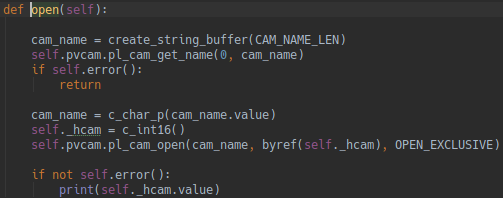 def open(self):
cam_name = create_string_buffer(CAM_NAME_LEN)
self.pvcam.pl_cam_get_name(0, cam_name)
if self.error():
return
cam_name = c_char_p(cam_name.value)
self._hcam = c_int16()
self.pvcam.pl_cam_open(cam_name, byref(self._hcam), OPEN_EXCLUSIVE)
if not self.error():
print(self._hcam.value)